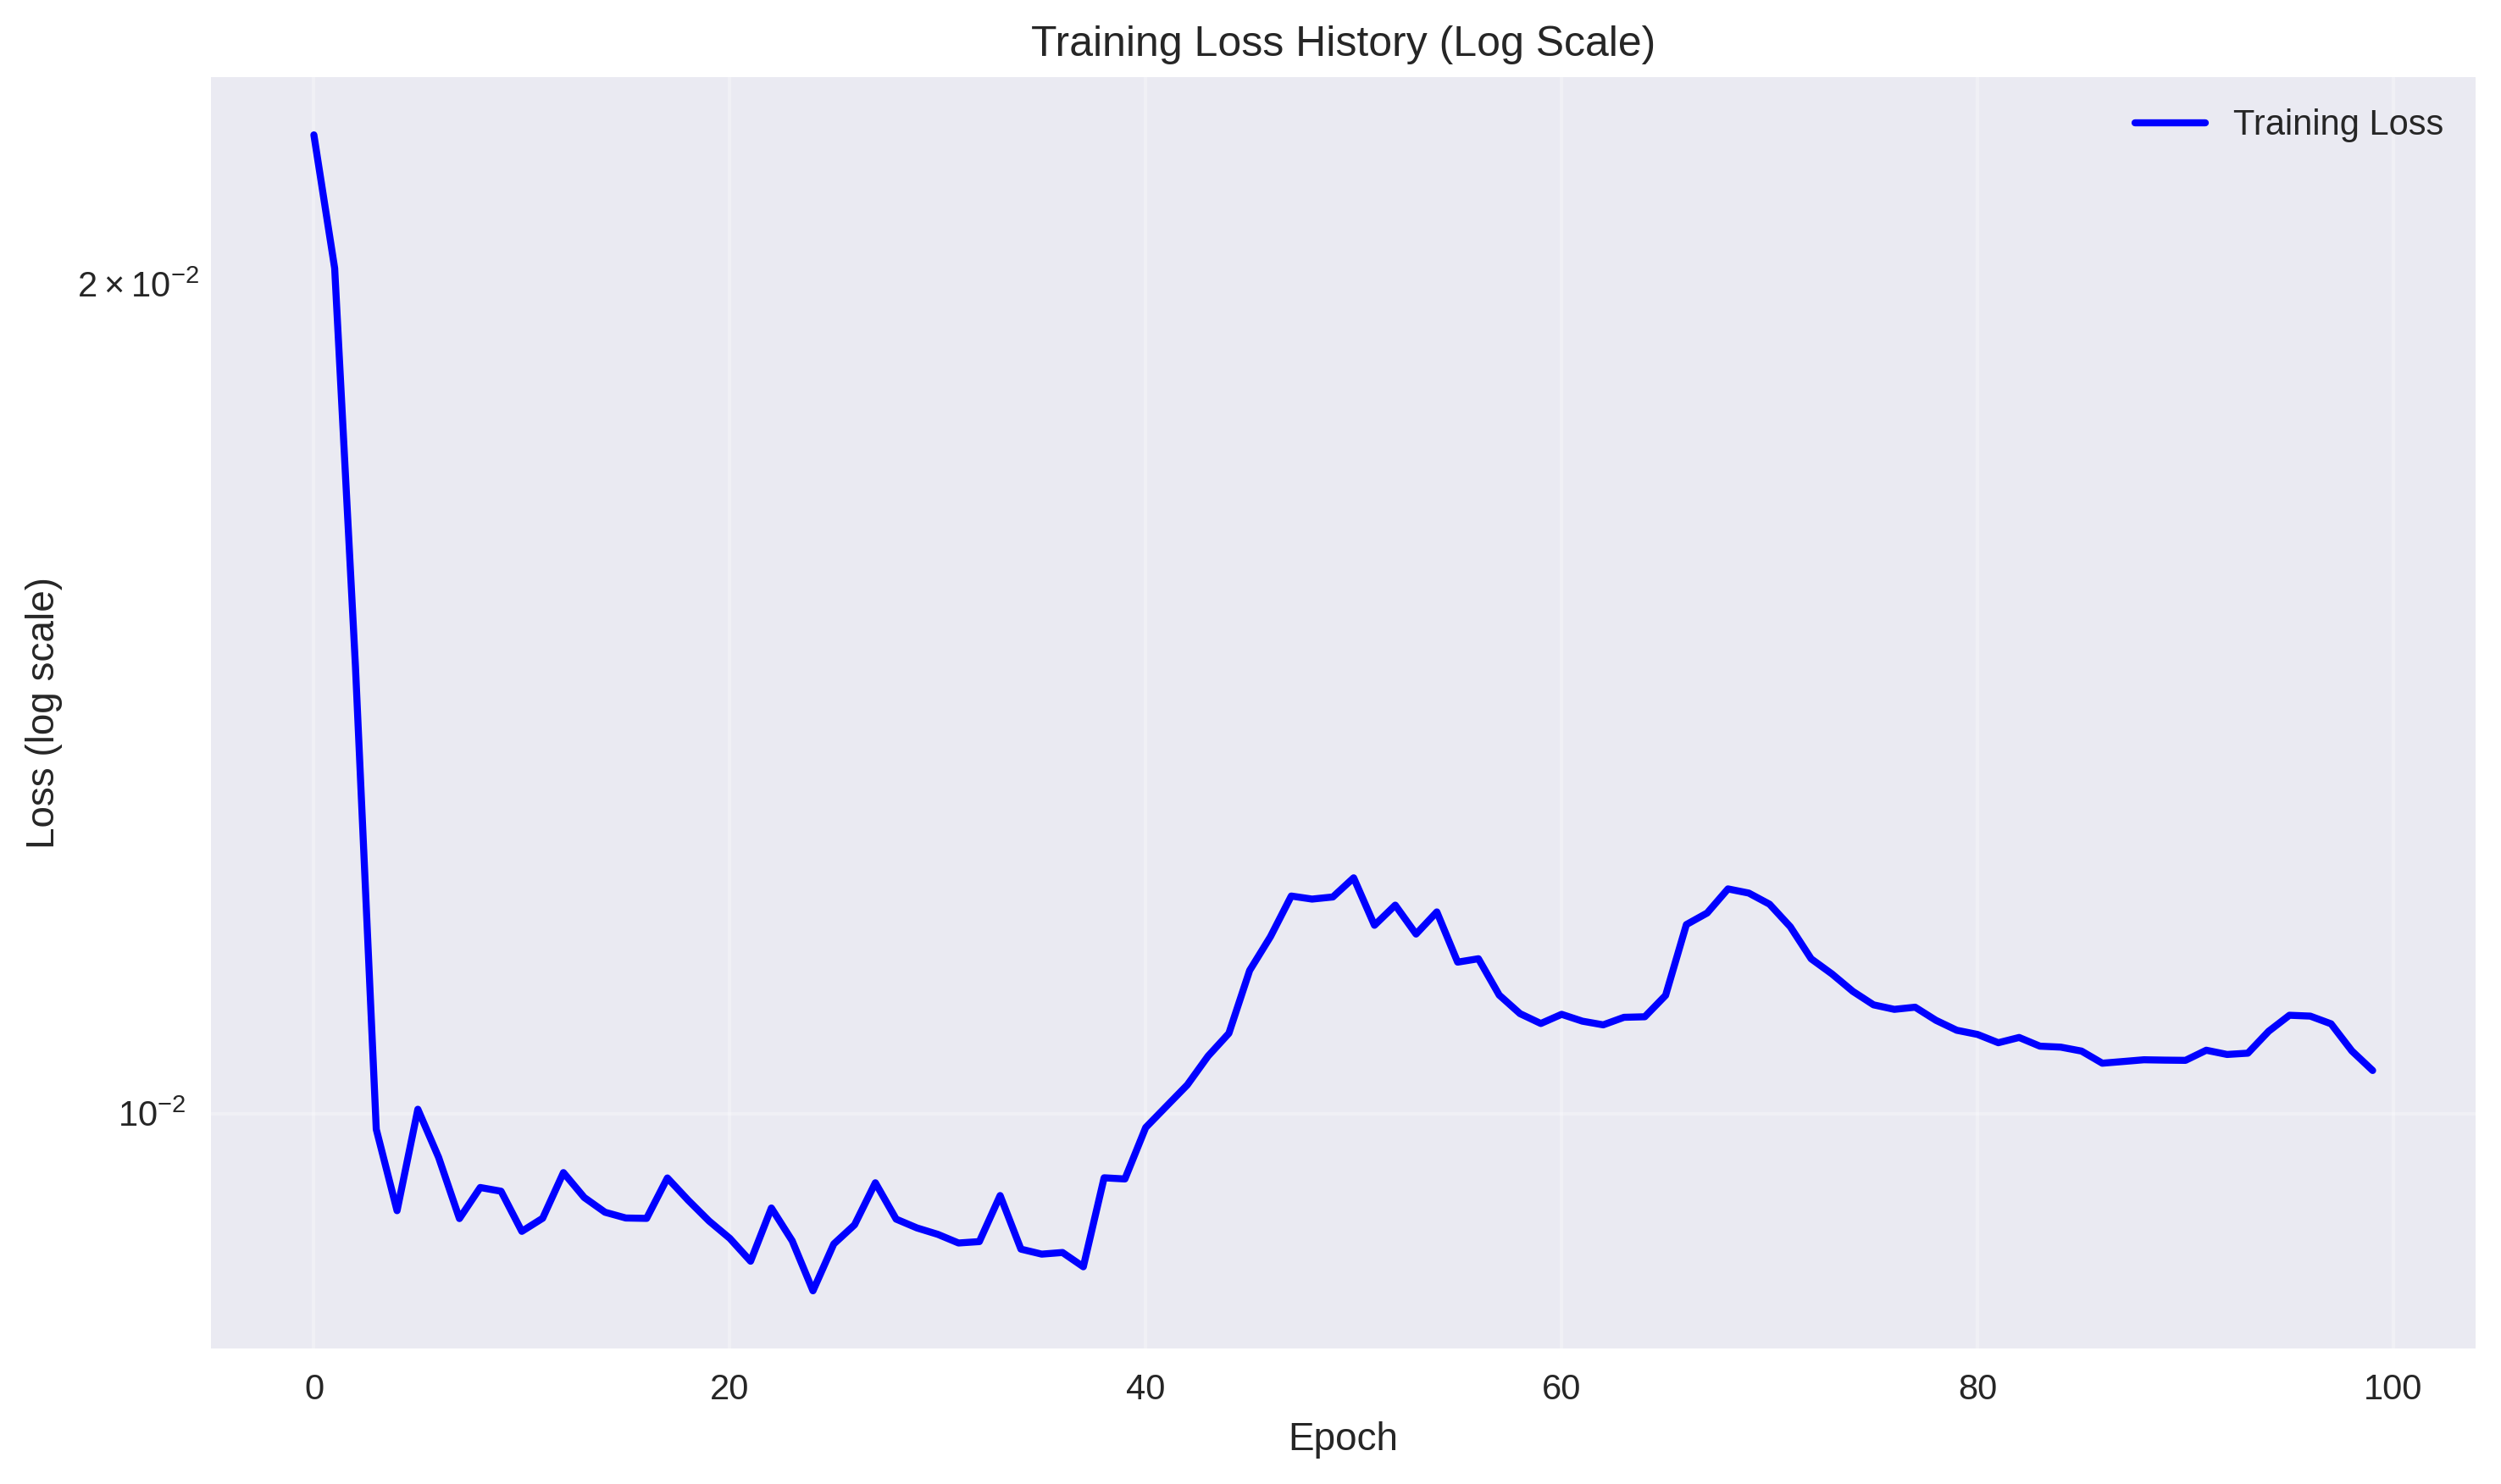 Training Loss History (Log Scale)
Training Loss
2 × 10⁻²
10⁻²
Loss (log scale)
0 20 40 60 80 100
Epoch